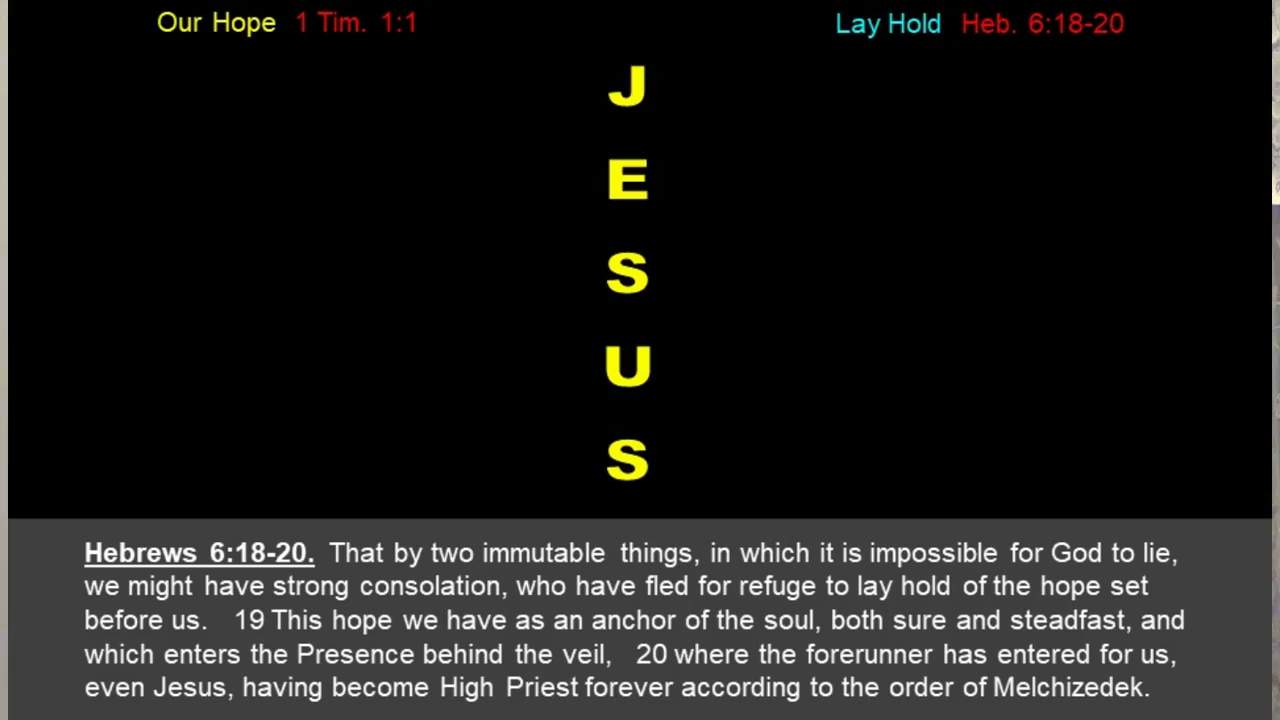 Our Hope 1 Tim. 1:1 Lay Hold Heb. 6:18-20
J
E
S
U
S
Hebrews 6:18-20. That by two immutable things, in which it is impossible for God to lie,
we might have strong consolation, who have fled for refuge to lay hold of the hope set
before us. 19 This hope we have as an anchor of the soul, both sure and steadfast, and
which enters the Presence behind the veil, 20 where the forerunner has entered for us,
even Jesus, having become High Priest forever according to the order of Melchizedek.